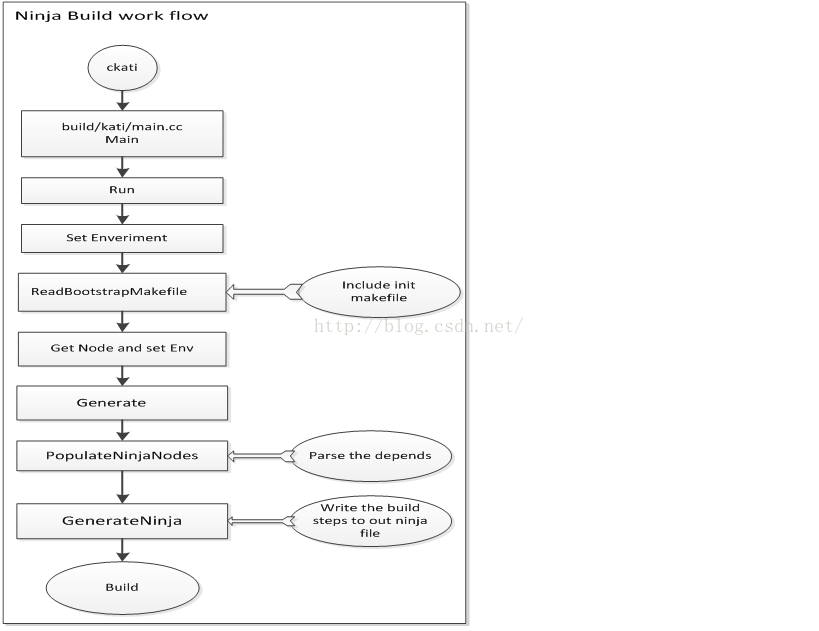 Ninja Build work flow
ckati
build/kati/main.cc
Main
Run
Set Enveriment
ReadBootstrapMakefile
Include init
makefile
http://blog.csdn.net/
Get Node and set Env
Generate
PopulateNinjaNodes
Parse the depends
GenerateNinja
Write the build
steps to out ninja
file
Build